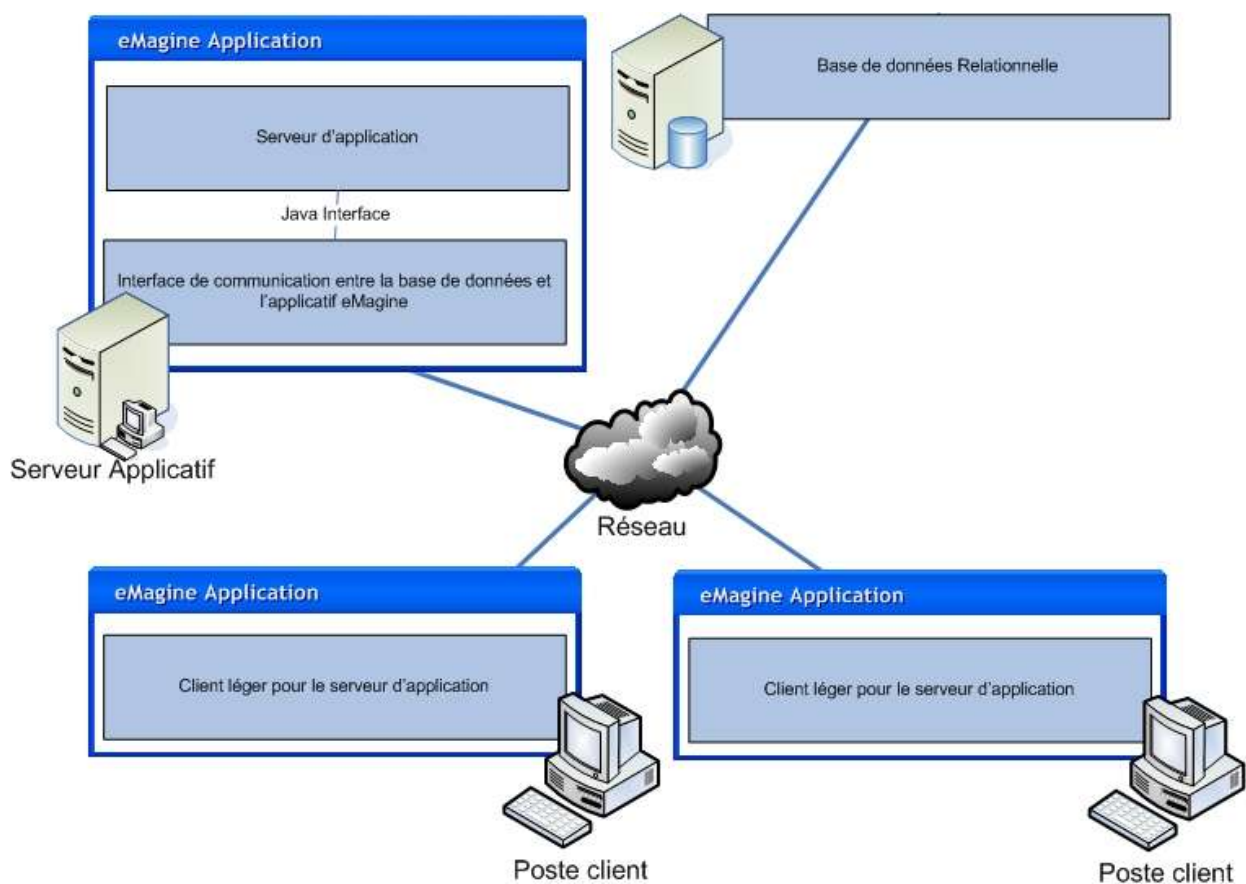 eMagine Application
Serveur d'application
Java Interface
Interface de communication entre la base de données et
l'applicatif eMagine
Serveur Applicatif
Base de données Relationnelle
Réseau
eMagine Application
Client léger pour le serveur d'application
Poste client
eMagine Application
Client léger pour le serveur d'application
Poste client